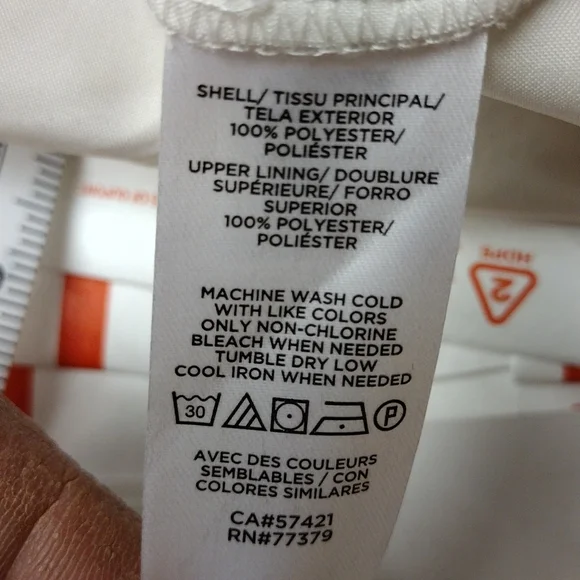 SHELL/ TISSU PRINCIPAL/
TELA EXTERIOR
100% POLYESTER/
POLIÉSTER
UPPER LINING/ DOUBLURE
SUPÉRIEURE/ FORRO
SUPERIOR
100% POLYESTER/
POLIÉSTER
MACHINE WASH COLD
WITH LIKE COLORS
ONLY NON-CHLORINE
BLEACH WHEN NEEDED
TUMBLE DRY LOW
COOL IRON WHEN NEEDED
30 P
AVEC DES COULEURS
SEMBLABLES / CON
COLORES SIMILARES
CA#57421
RN#77379
HDPE
2